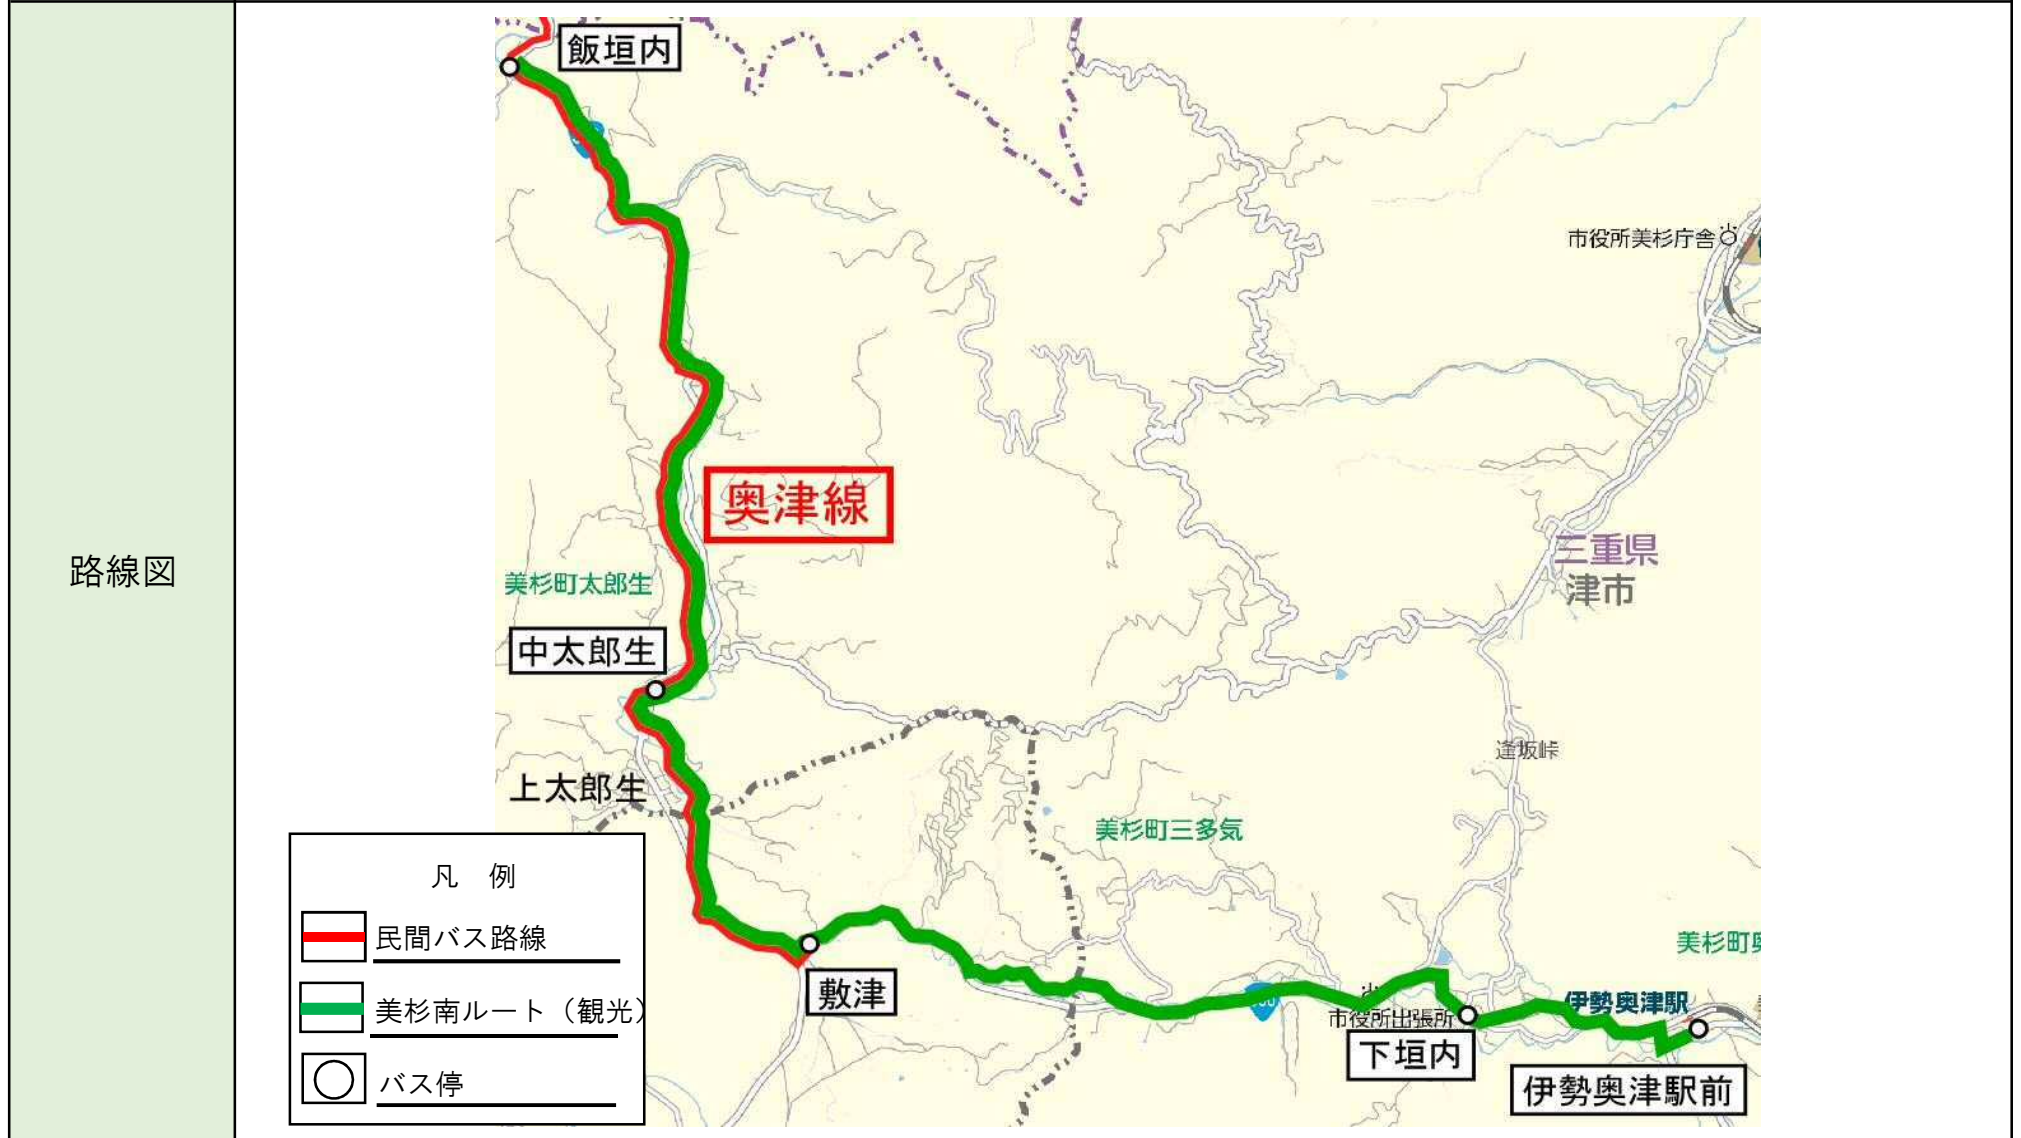 路線図
飯垣内
市役所美杉庁舎
奥津線
三重県
津市
美杉町太郎生
中太郎生
逢坂峠
上太郎生
美杉町三多気
凡 例
民間バス路線
美杉南ルート（観光）
バス停
敷津
美杉町
伊勢奥津駅
市役所出張所
下垣内
伊勢奥津駅前